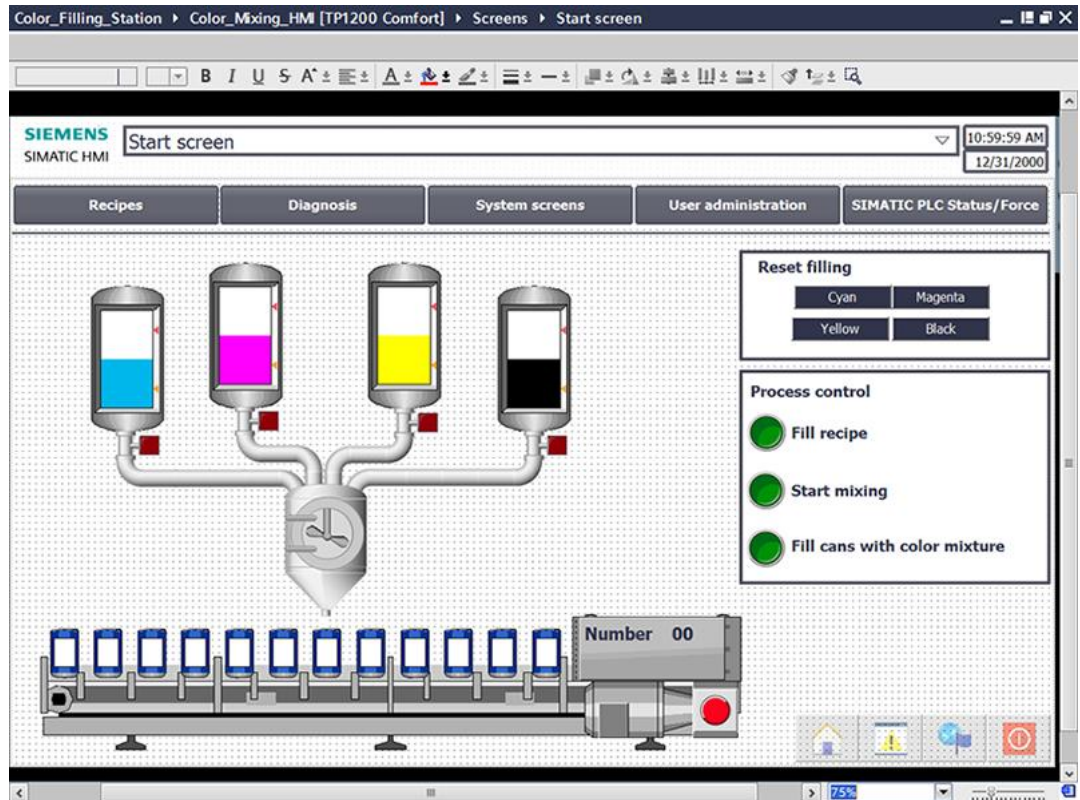 Color_Filling_Station ▸ Color_Mixing_HMI [TP1200 Comfort] ▸ Screens ▸ Start screen
B I U S A
SIEMENS
SIMATIC HMI
Start screen
10:59:59 AM
12/31/2000
Recipes Diagnosis System screens User administration SIMATIC PLC Status/Force
Reset filling
Cyan Magenta
Yellow Black
Process control
Fill recipe
Start mixing
Fill cans with color mixture
Number 00
75%